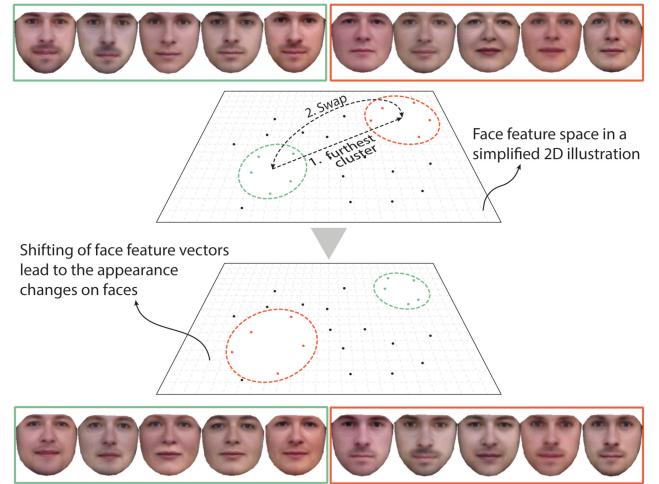 2. Swap
1. furthest
cluster
Face feature space in a
simplified 2D illustration
Shifting of face feature vectors
lead to the appearance
changes on faces